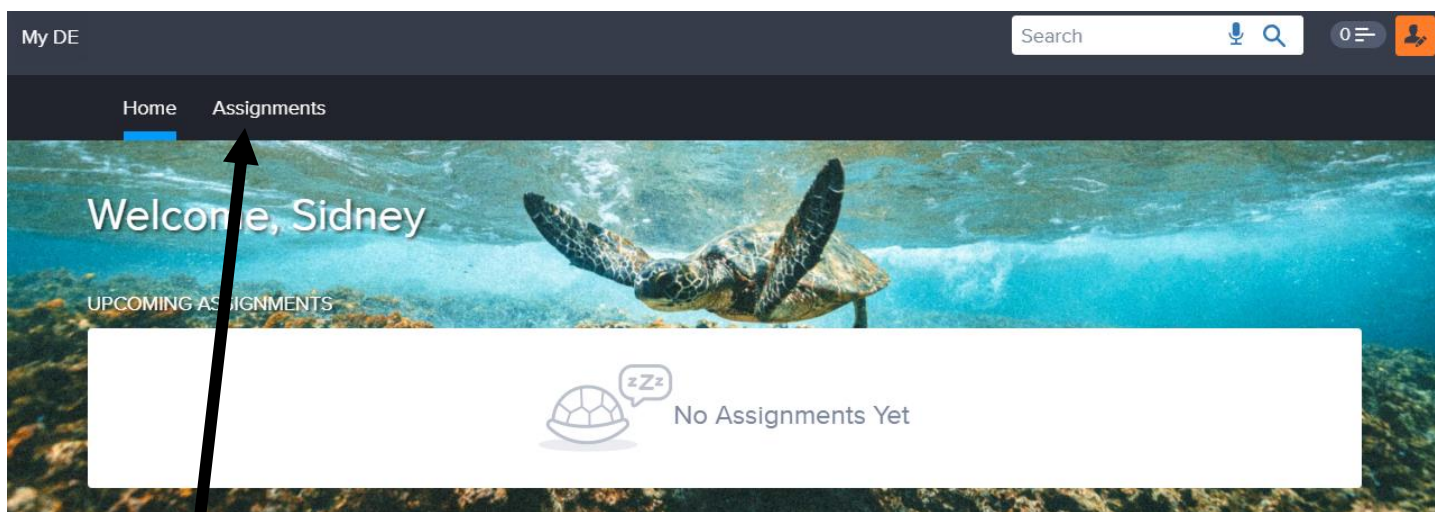 My DE
Search
0
Home Assignments
Welcome, Sidney
UPCOMING ASSIGNMENTS
zZz
No Assignments Yet